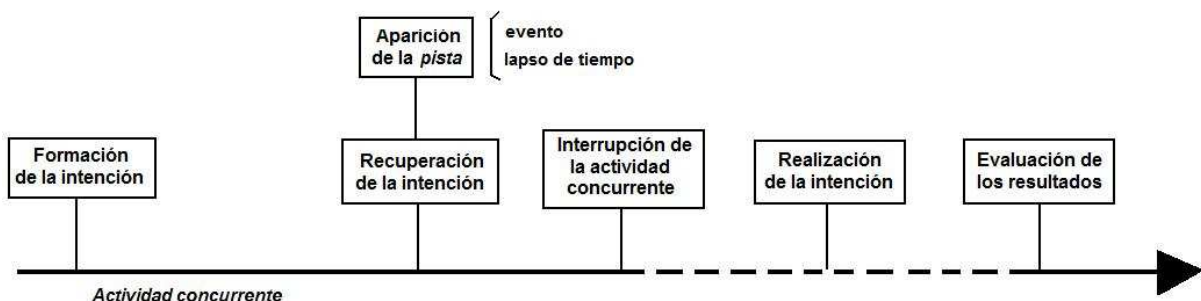 Aparición
de la pista
evento
lapso de tiempo
Formación
de la intención
Recuperación
de la intención
Interrupción de
la actividad
concurrente
Realización
de la intención
Evaluación de
los resultados
Actividad concurrente